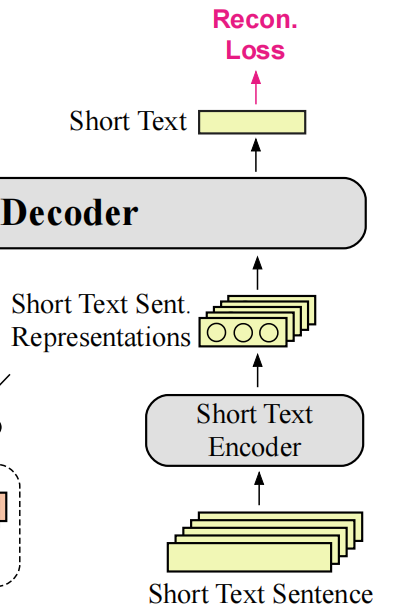 Recon.
Loss
Short Text
Decoder
Short Text Sent.
Representations
Short Text
Encoder
Short Text Sentence